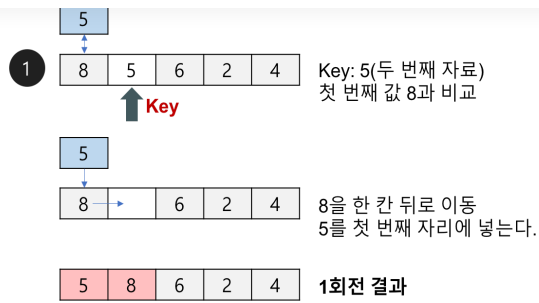 5
1
8 5 6 2 4
Key: 5(두 번째 자료)
첫 번째 값 8과 비교
Key
5
8 6 2 4
8을 한 칸 뒤로 이동
5를 첫 번째 자리에 넣는다.
5 8 6 2 4
1회전 결과